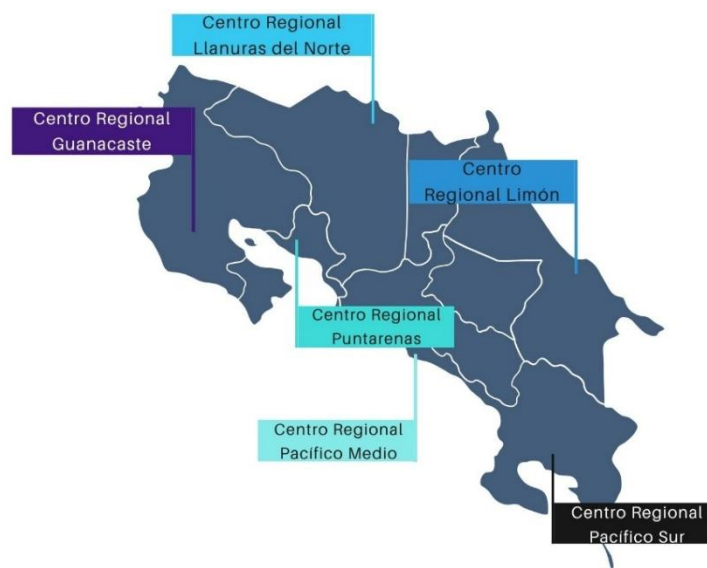 Centro Regional
Llanuras del Norte
Centro Regional
Guanacaste
Centro
Regional Limón
Centro Regional
Puntarenas
Centro Regional
Pacífico Medio
Centro Regional
Pacífico Sur